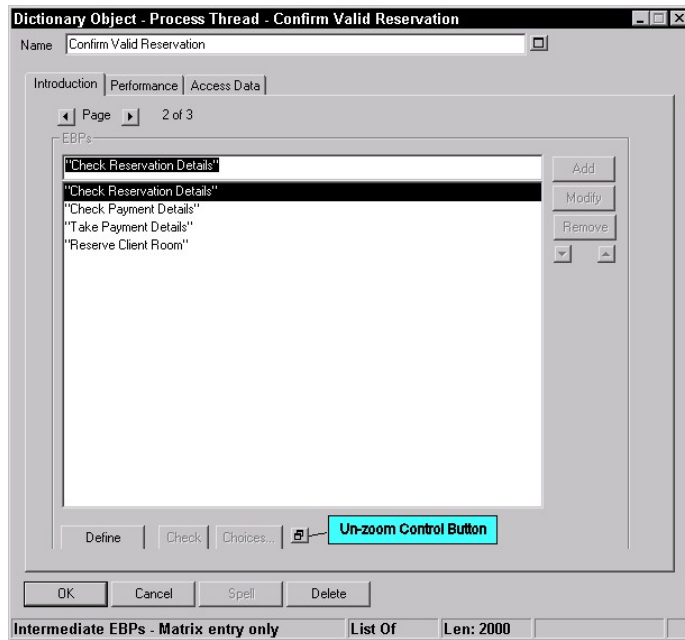 Dictionary Object - Process Thread - Confirm Valid Reservation
Name Confirm Valid Reservation
Introduction Performance Access Data
Page 2 of 3
EBPs
"Check Reservation Details"
Add
"Check Reservation Details"
"Check Payment Details"
Modify
"Take Payment Details"
Remove
"Reserve Client Room"
Define Check Choices... Un-zoom Control Button
OK Cancel Spell Delete
Intermediate EBPs - Matrix entry only List Of Len: 2000